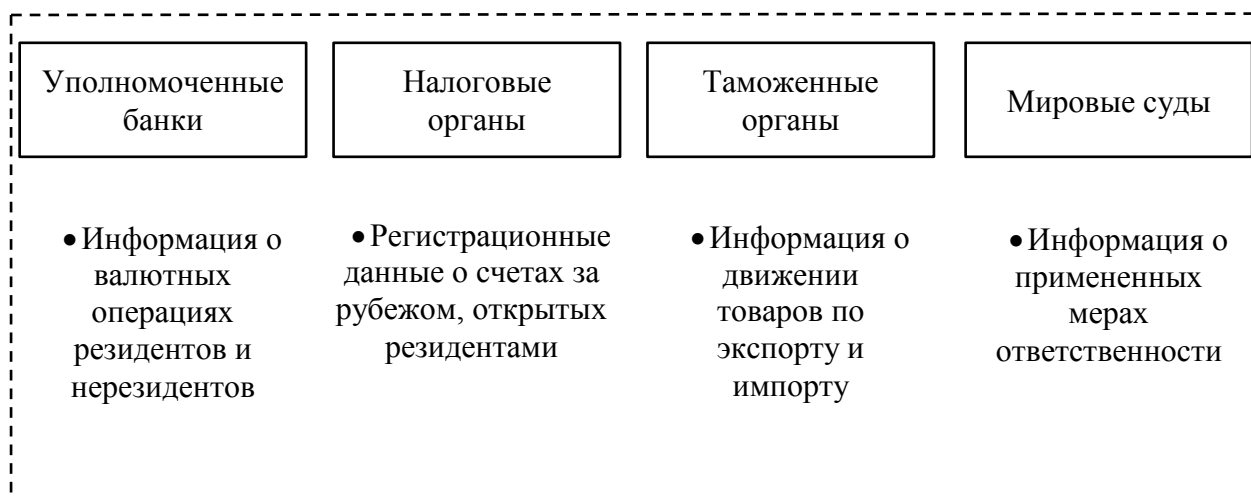 Уполномоченные
банки
Налоговые
органы
Таможенные
органы
Мировые суды
•Информация о
валютных
операциях
резидентов и
нерезидентов
•Регистрационные
данные о счетах за
рубежом, открытых
резидентами
•Информация о
движении
товаров по
экспорту и
импорту
•Информация о
примененных
мерах
ответственности